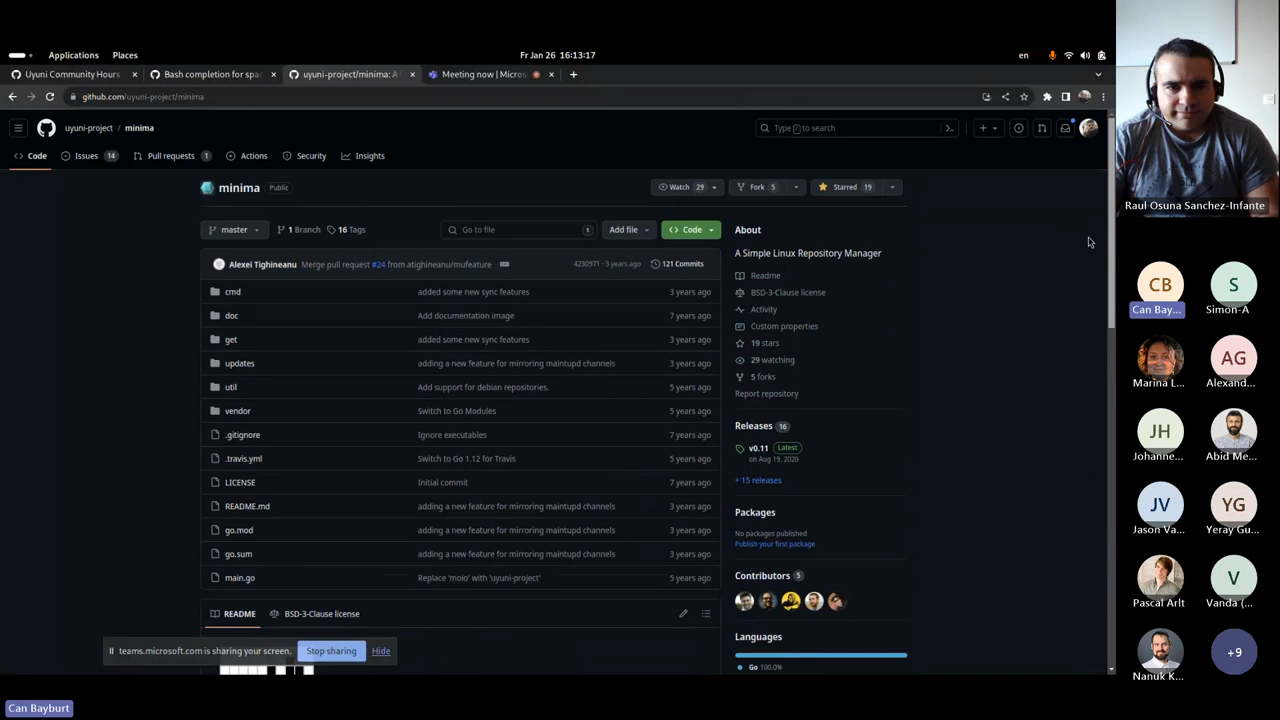 Applications Places Fr Jan 26 16:13:17 en
Uyuni Community Hours Bash completion for spa uyuni-project/minima: A Meeting now | Micros
github.com/uyuni-project/minima
uyuni-project / minima Type / to search
Code Issues 14 Pull requests 1 Actions Security Insights
minima Public Watch 29 Fork 5 Starred 19
master 1 Branch 16 Tags Go to file t Add file Code
Alexei Tighineanu Merge pull request #24 from atighineanu/mufeature 4230971 · 3 years ago 121 Commits
cmd added some new sync features 3 years ago
doc Add documentation image 7 years ago
get added some new sync features 3 years ago
updates adding a new feature for mirroring maintupd channels 3 years ago
util Add support for debian repositories. 5 years ago
vendor Switch to Go Modules 5 years ago
.gitignore Ignore executables 7 years ago
.travis.yml Switch to Go 1.12 for Travis 5 years ago
LICENSE Initial commit 7 years ago
README.md adding a new feature for mirroring maintupd channels 3 years ago
go.mod adding a new feature for mirroring maintupd channels 3 years ago
go.sum adding a new feature for mirroring maintupd channels 3 years ago
main.go Replace 'moio' with 'uyuni-project' 5 years ago
README BSD-3-Clause license
About
A Simple Linux Repository Manager
Readme
BSD-3-Clause license
Activity
Custom properties
19 stars
29 watching
5 forks
Report repository
Releases 16
v0.11 Latest
on Aug 19, 2020
+ 15 releases
Packages
No packages published
Publish your first package
Contributors 5
Languages
Go 100.0%
teams.microsoft.com is sharing your screen. Stop sharing Hide
Can Bayburt
Raul Osuna Sanchez-Infante
CB S
Can Bay... Simon-A
AG
Marina L... Alexand...
JH
Johanne... Abid Me...
JV YG
Jason Va... Yeray Gu...
V
Pascal Arlt Vanda (...
+9
Nanuk K...